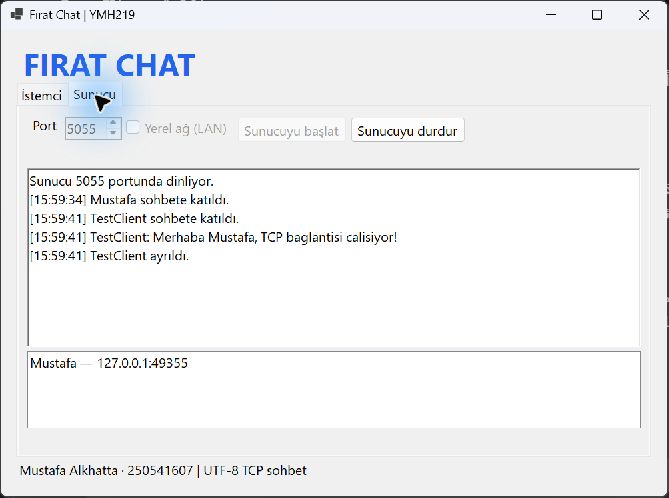 Fırat Chat | YMH219
FIRAT CHAT
İstemci Sunucu
Port 5055 Yerel ağ (LAN) Sunucuyu başlat Sunucuyu durdur
Sunucu 5055 portunda dinliyor.
[15:59:34] Mustafa sohbete katıldı.
[15:59:41] TestClient sohbete katıldı.
[15:59:41] TestClient: Merhaba Mustafa, TCP baglantisi calisiyor!
[15:59:41] TestClient ayrıldı.
Mustafa — 127.0.0.1:49355
Mustafa Alkhatta · 250541607 | UTF-8 TCP sohbet